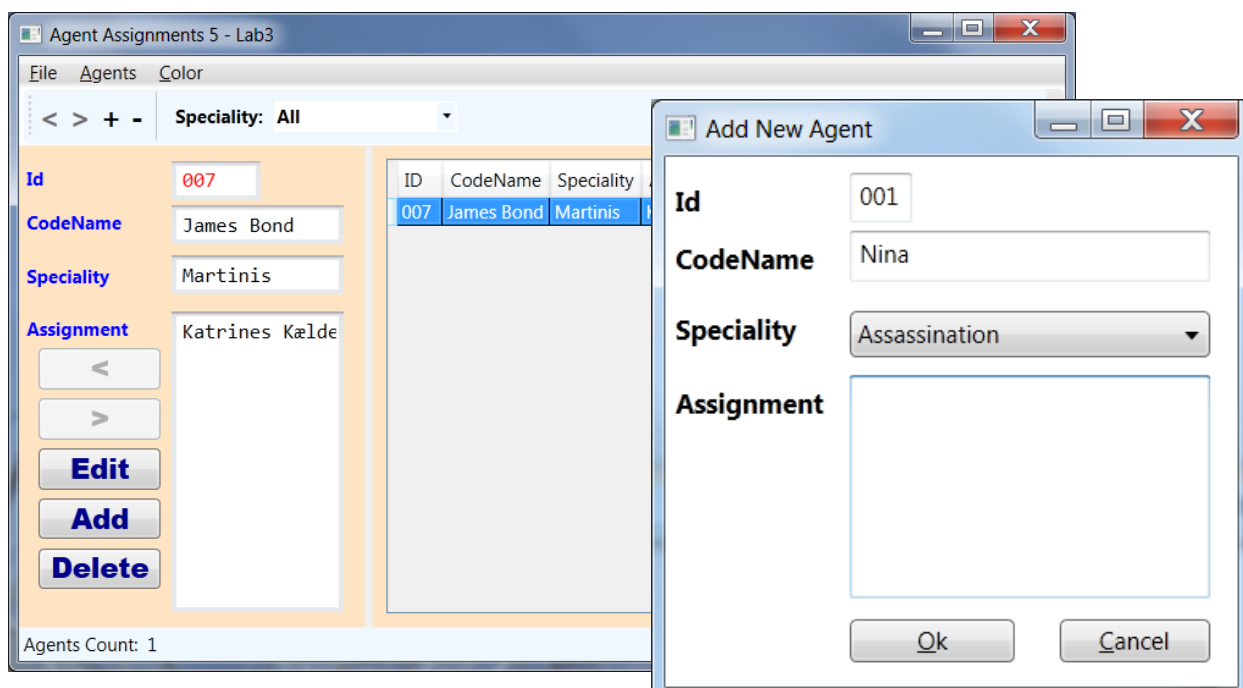 Agent Assignments 5 - Lab3
File Agents Color
< > + - Speciality: All
Id 007
CodeName James Bond
Speciality Martinis
Assignment Katrines Kælde
<
>
Edit
Add
Delete
ID CodeName Speciality
007 James Bond Martinis
Agents Count: 1
Add New Agent
Id 001
CodeName Nina
Speciality Assassination
Assignment
Ok Cancel